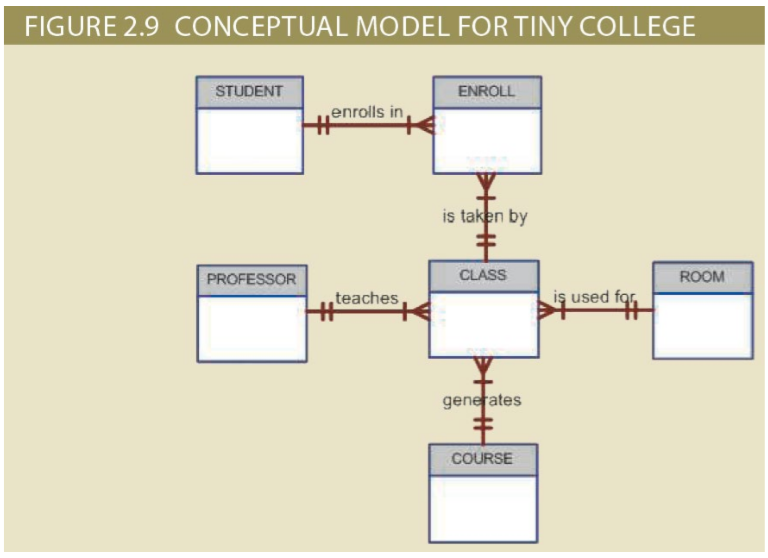 FIGURE 2.9 CONCEPTUAL MODEL FOR TINY COLLEGE
STUDENT
enrolls in
ENROLL
is taken by
PROFESSOR
teaches
CLASS
is used for
ROOM
generates
COURSE